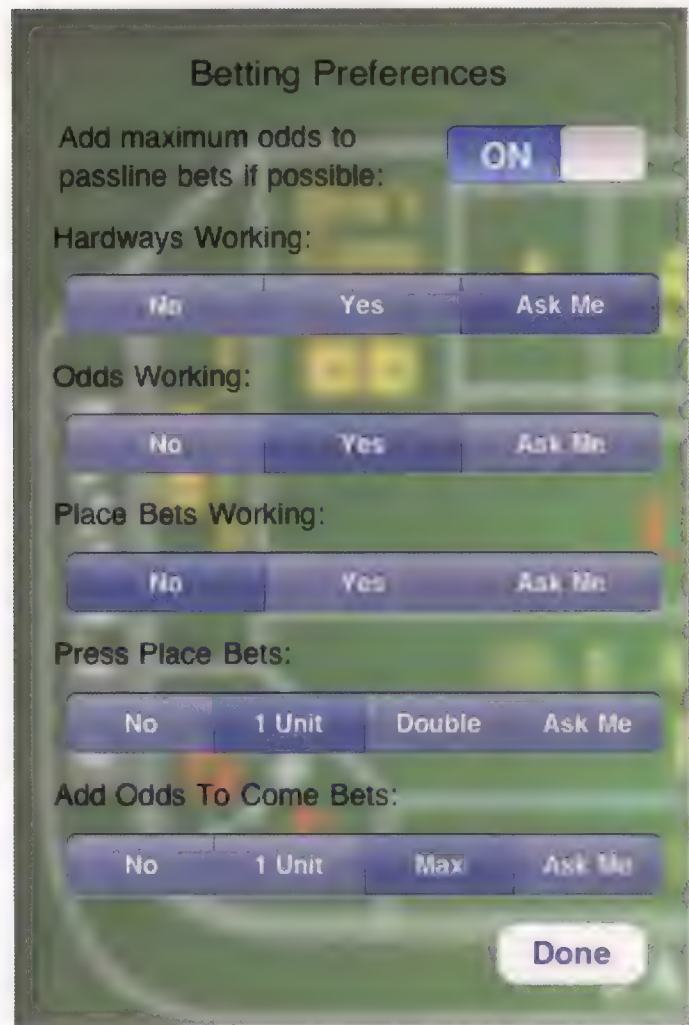 Betting Preferences
Add maximum odds to
passline bets if possible:
ON
Hardways Working:
No Yes Ask Me
Odds Working:
No Yes Ask Me
Place Bets Working:
No Yes Ask Me
Press Place Bets:
No 1 Unit Double Ask Me
Add Odds To Come Bets:
No 1 Unit Max Ask Me
Done